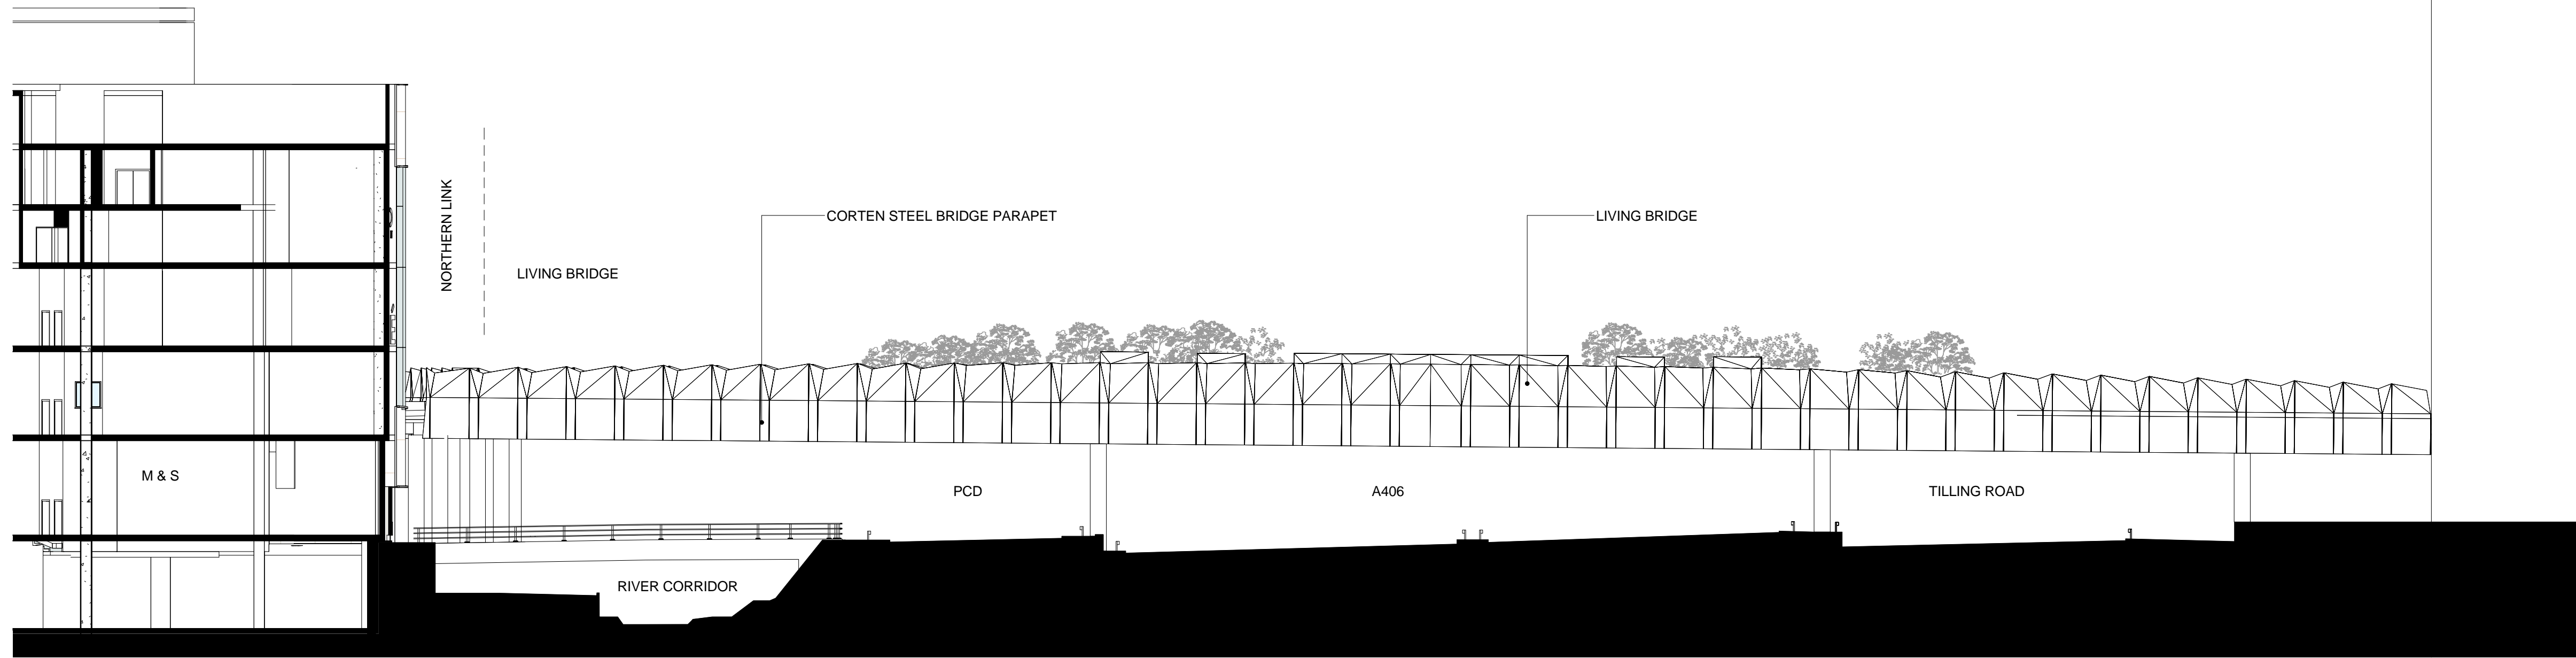 NORTHERN LINK
CORTEN STEEL BRIDGE PARAPET
LIVING BRIDGE
LIVING BRIDGE
M & S
PCD
A406
TILLING ROAD
RIVER CORRIDOR